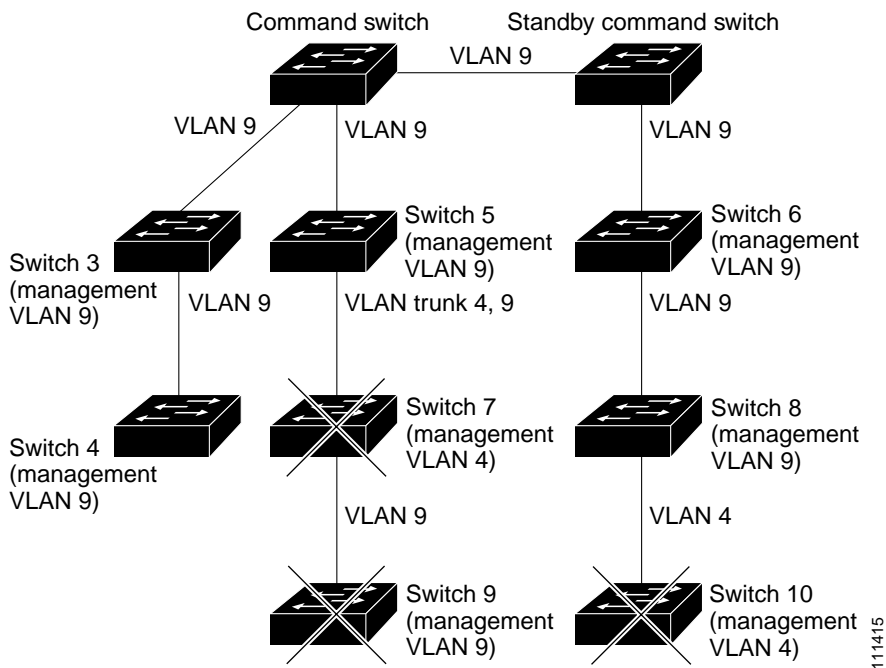 Command switch
Standby command switch
VLAN 9
VLAN 9
VLAN 9
VLAN 9
Switch 3
(management
VLAN 9)
Switch 5
(management
VLAN 9)
Switch 6
(management
VLAN 9)
VLAN 9
VLAN trunk 4, 9
VLAN 9
Switch 4
(management
VLAN 9)
Switch 7
(management
VLAN 4)
Switch 8
(management
VLAN 9)
VLAN 9
VLAN 4
Switch 9
(management
VLAN 9)
Switch 10
(management
VLAN 4)
111415